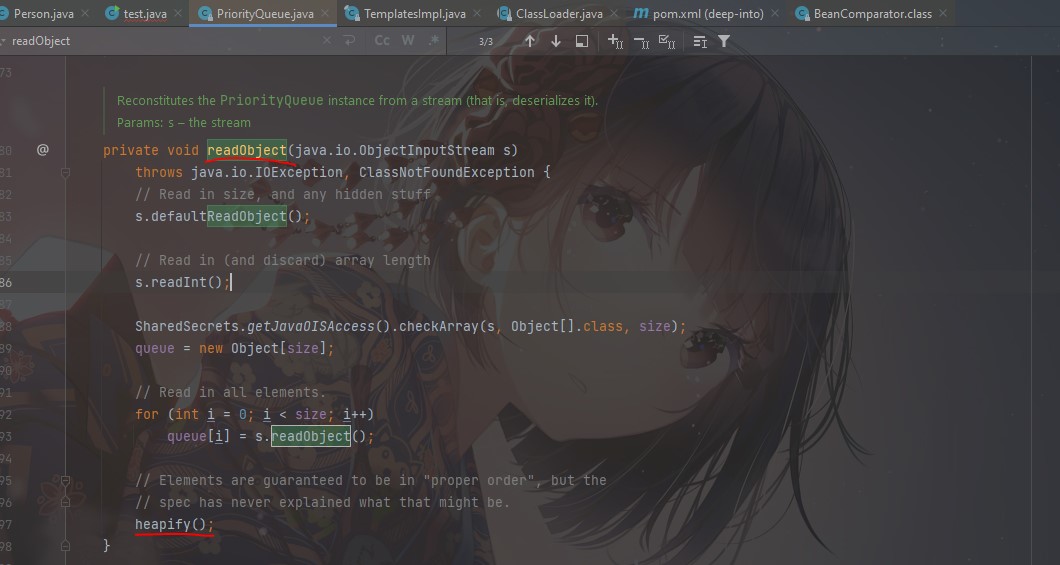 Person.java test.java PriorityQueue.java TemplatesImpl.java ClassLoader.java pom.xml (deep-into) BeanComparator.class
readObject Cc W .* 3/3
73
Reconstitutes the PriorityQueue instance from a stream (that is, deserializes it).
Params: s – the stream
80 @ private void readObject(java.io.ObjectInputStream s)
81 throws java.io.IOException, ClassNotFoundException {
82 // Read in size, and any hidden stuff
83 s.defaultReadObject();
84
85 // Read in (and discard) array length
86 s.readInt();
87
88 SharedSecrets.getJavaOISAccess().checkArray(s, Object[].class, size);
89 queue = new Object[size];
90
91 // Read in all elements.
92 for (int i = 0; i < size; i++)
93 queue[i] = s.readObject();
94
95 // Elements are guaranteed to be in "proper order", but the
96 // spec has never explained what that might be.
97 heapify();
98 }